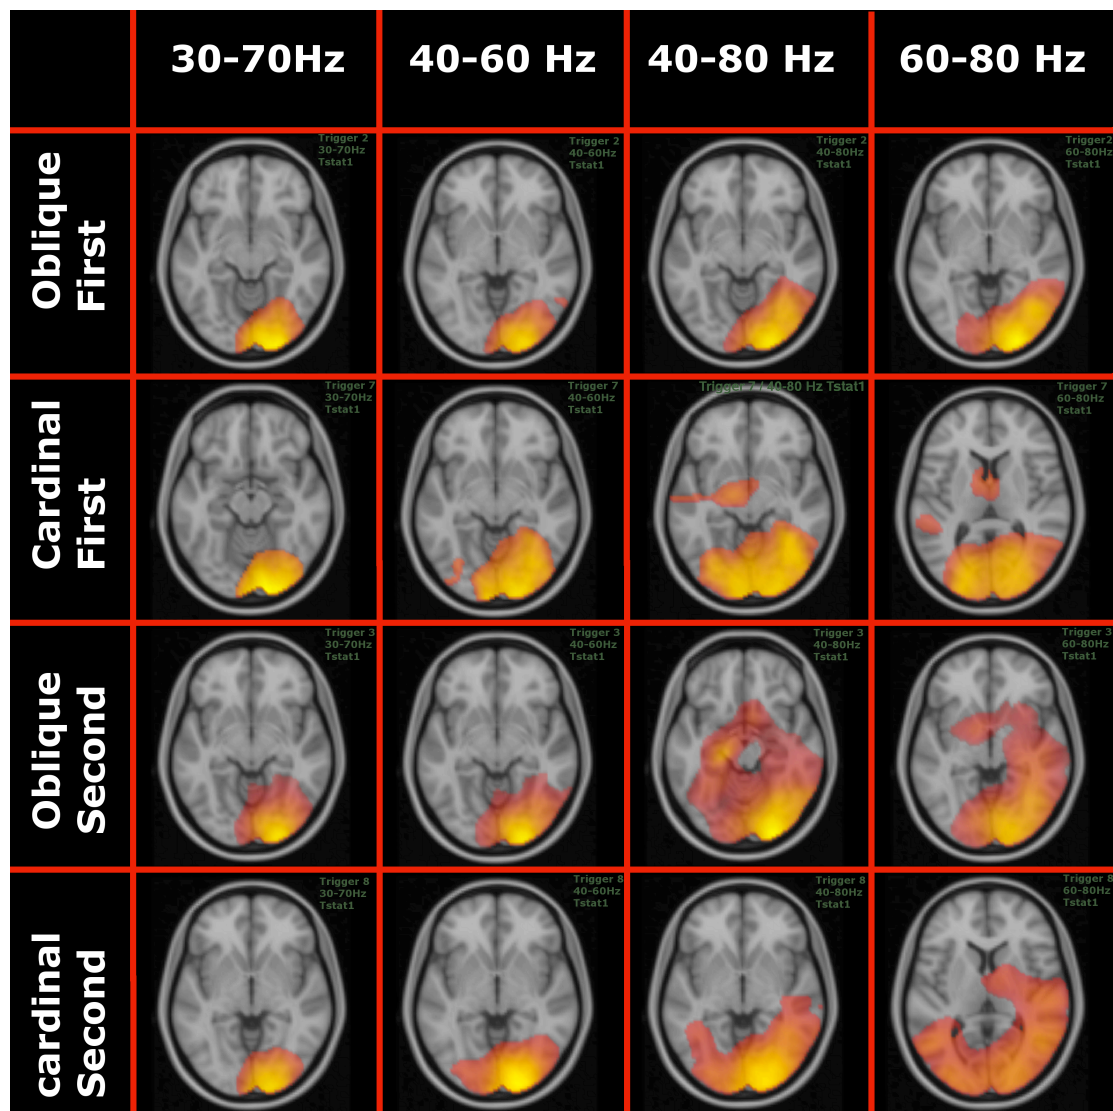 30-70Hz
40-60 Hz
40-80 Hz
60-80 Hz
Oblique
First
Trigger 2
30-70Hz
Tstat1
Trigger 2
40-60Hz
Tstat1
Trigger 2
40-80Hz
Tstat1
Trigger2
60-80Hz
Tstat1
Cardinal
First
Trigger 7
30-70Hz
Tstat1
Trigger 7
40-60Hz
Tstat1
Trigger 7 / 40-80 Hz Tstat1
Trigger 7
60-80Hz
Tstat1
Oblique
Second
Trigger 3
30-70Hz
Tstat1
Trigger 3
40-60Hz
Tstat1
Trigger 3
40-80Hz
Tstat1
Trigger 3
60-80Hz
Tstat1
cardinal
Second
Trigger 8
30-70Hz
Tstat1
Trigger 8
40-60Hz
Tstat1
Trigger 8
40-80Hz
Tstat1
Trigger 8
60-80Hz
Tstat1